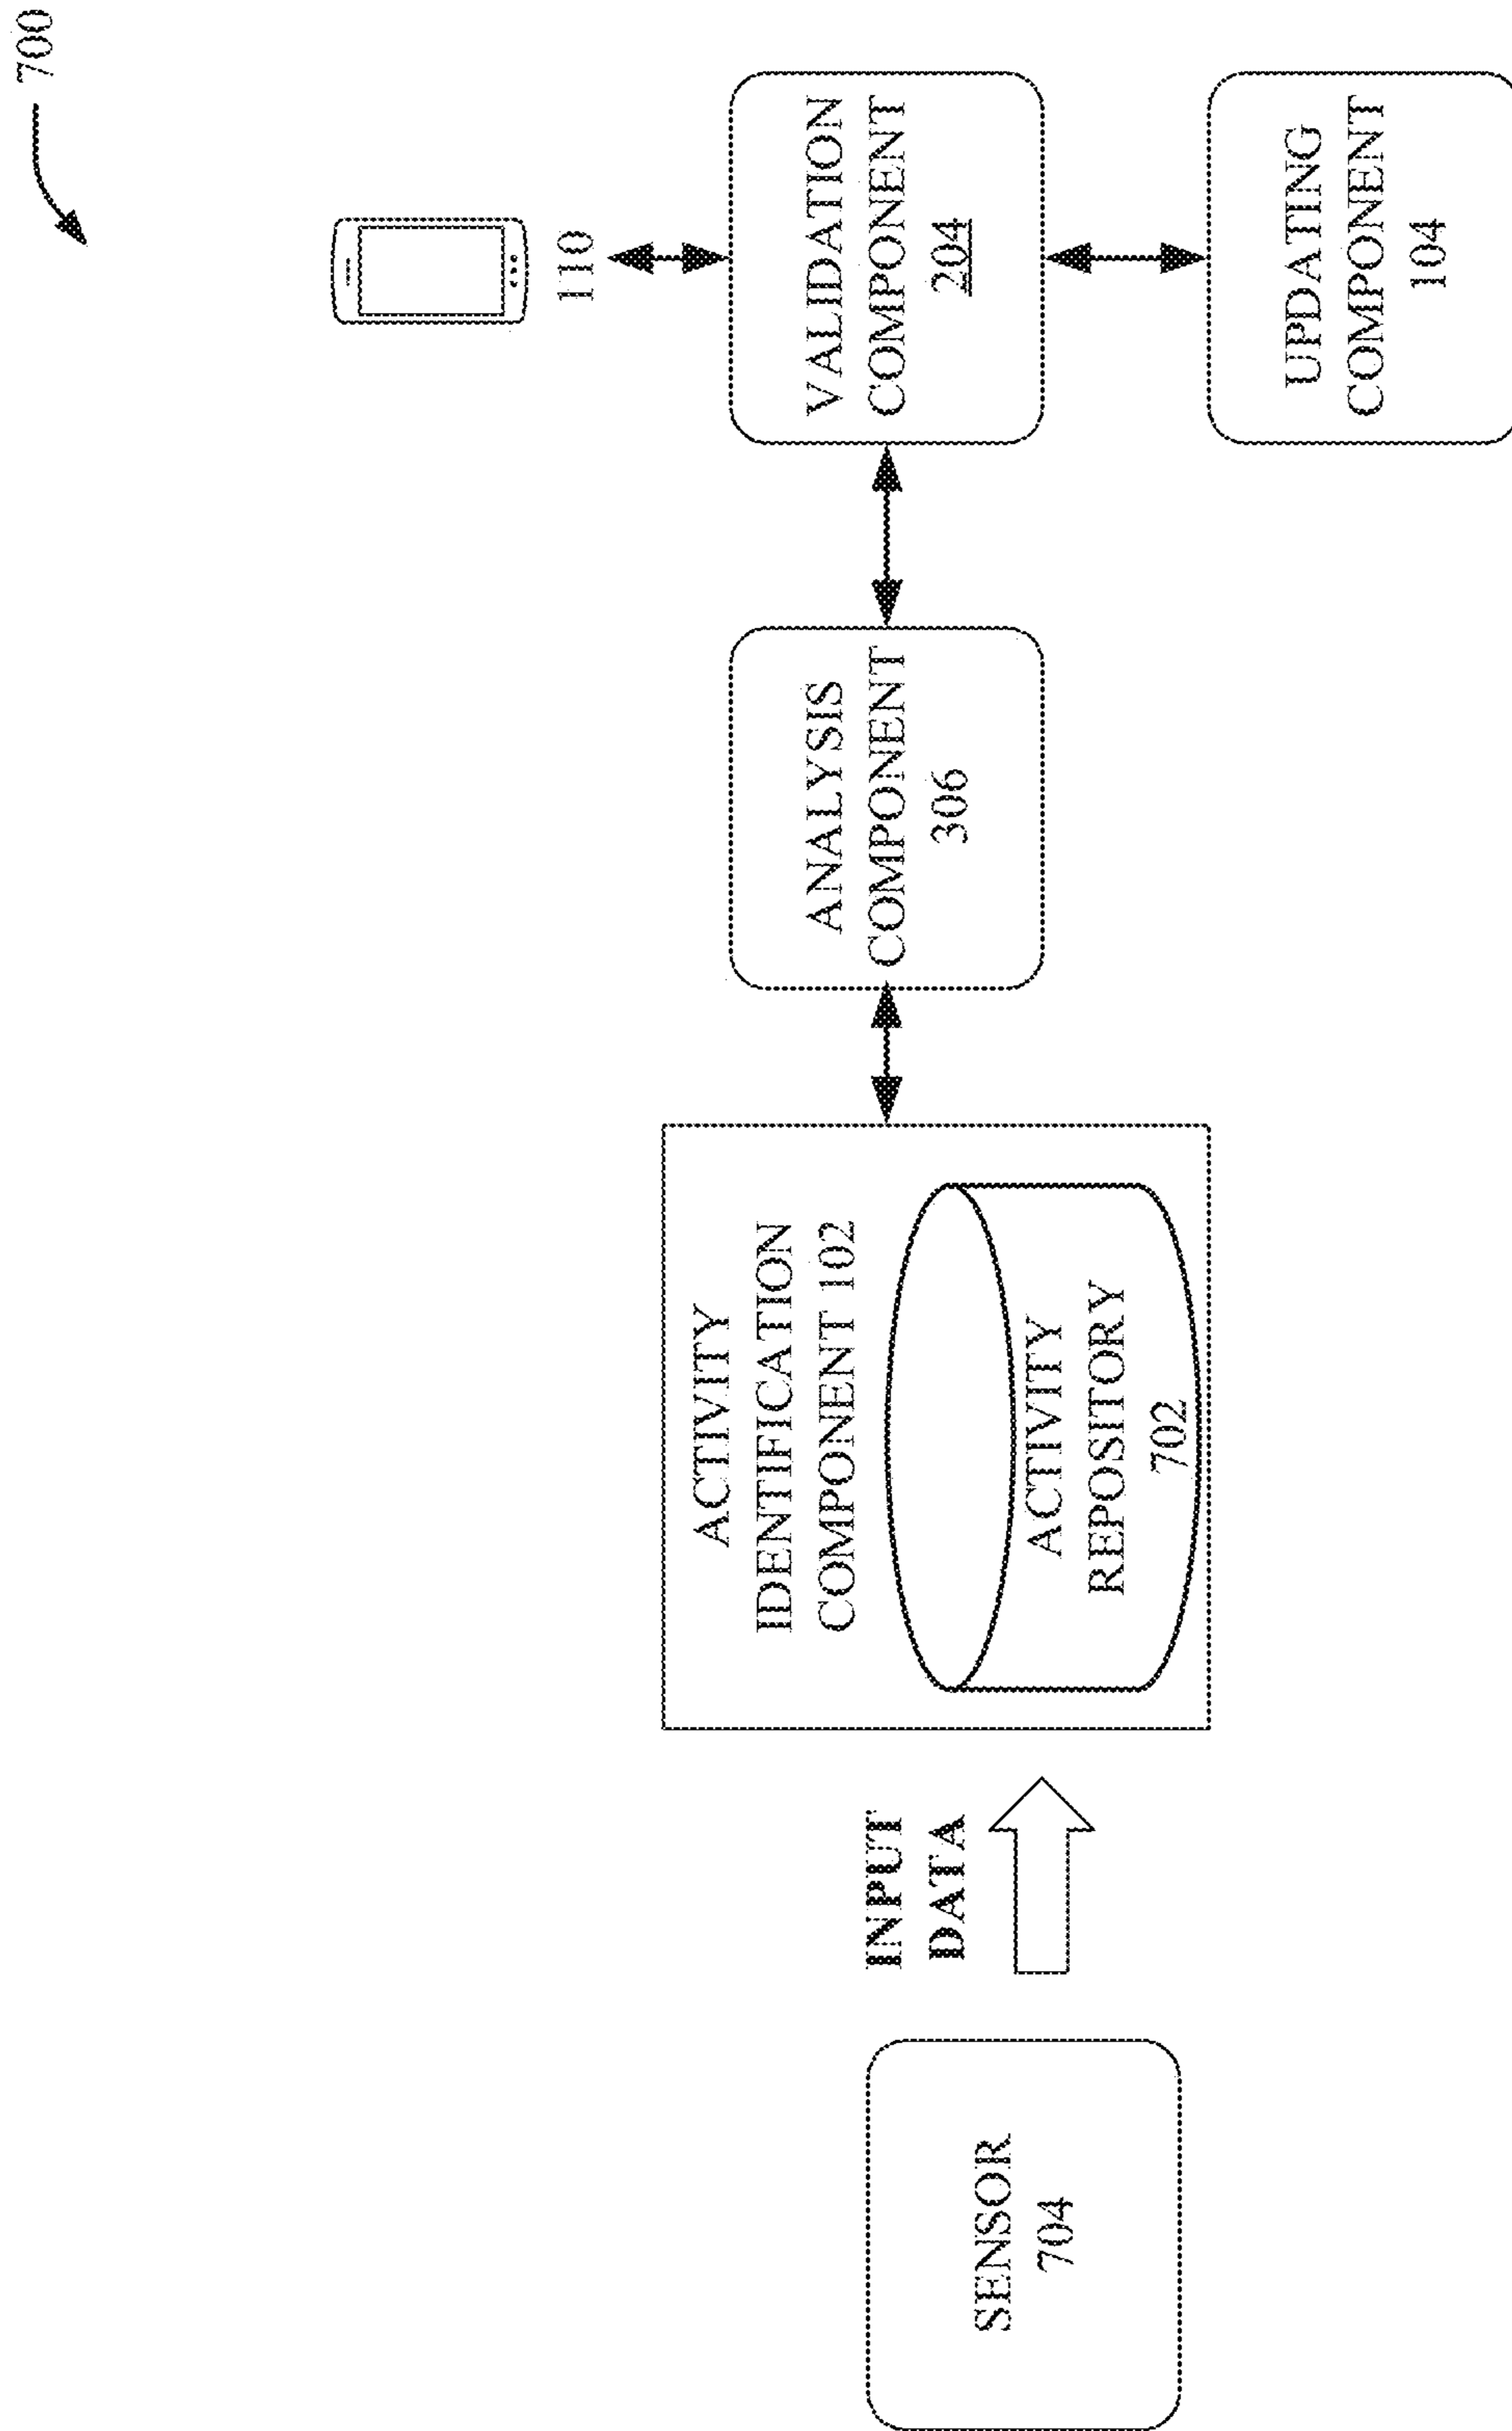 700
110
SENSOR
704
INPUT
DATA
ACTIVITY
IDENTIFICATION
COMPONENT 102
ACTIVITY
REPOSITORY
702
ANALYSIS
COMPONENT
306
VALIDATION
COMPONENT
204
UPDATING
COMPONENT
104